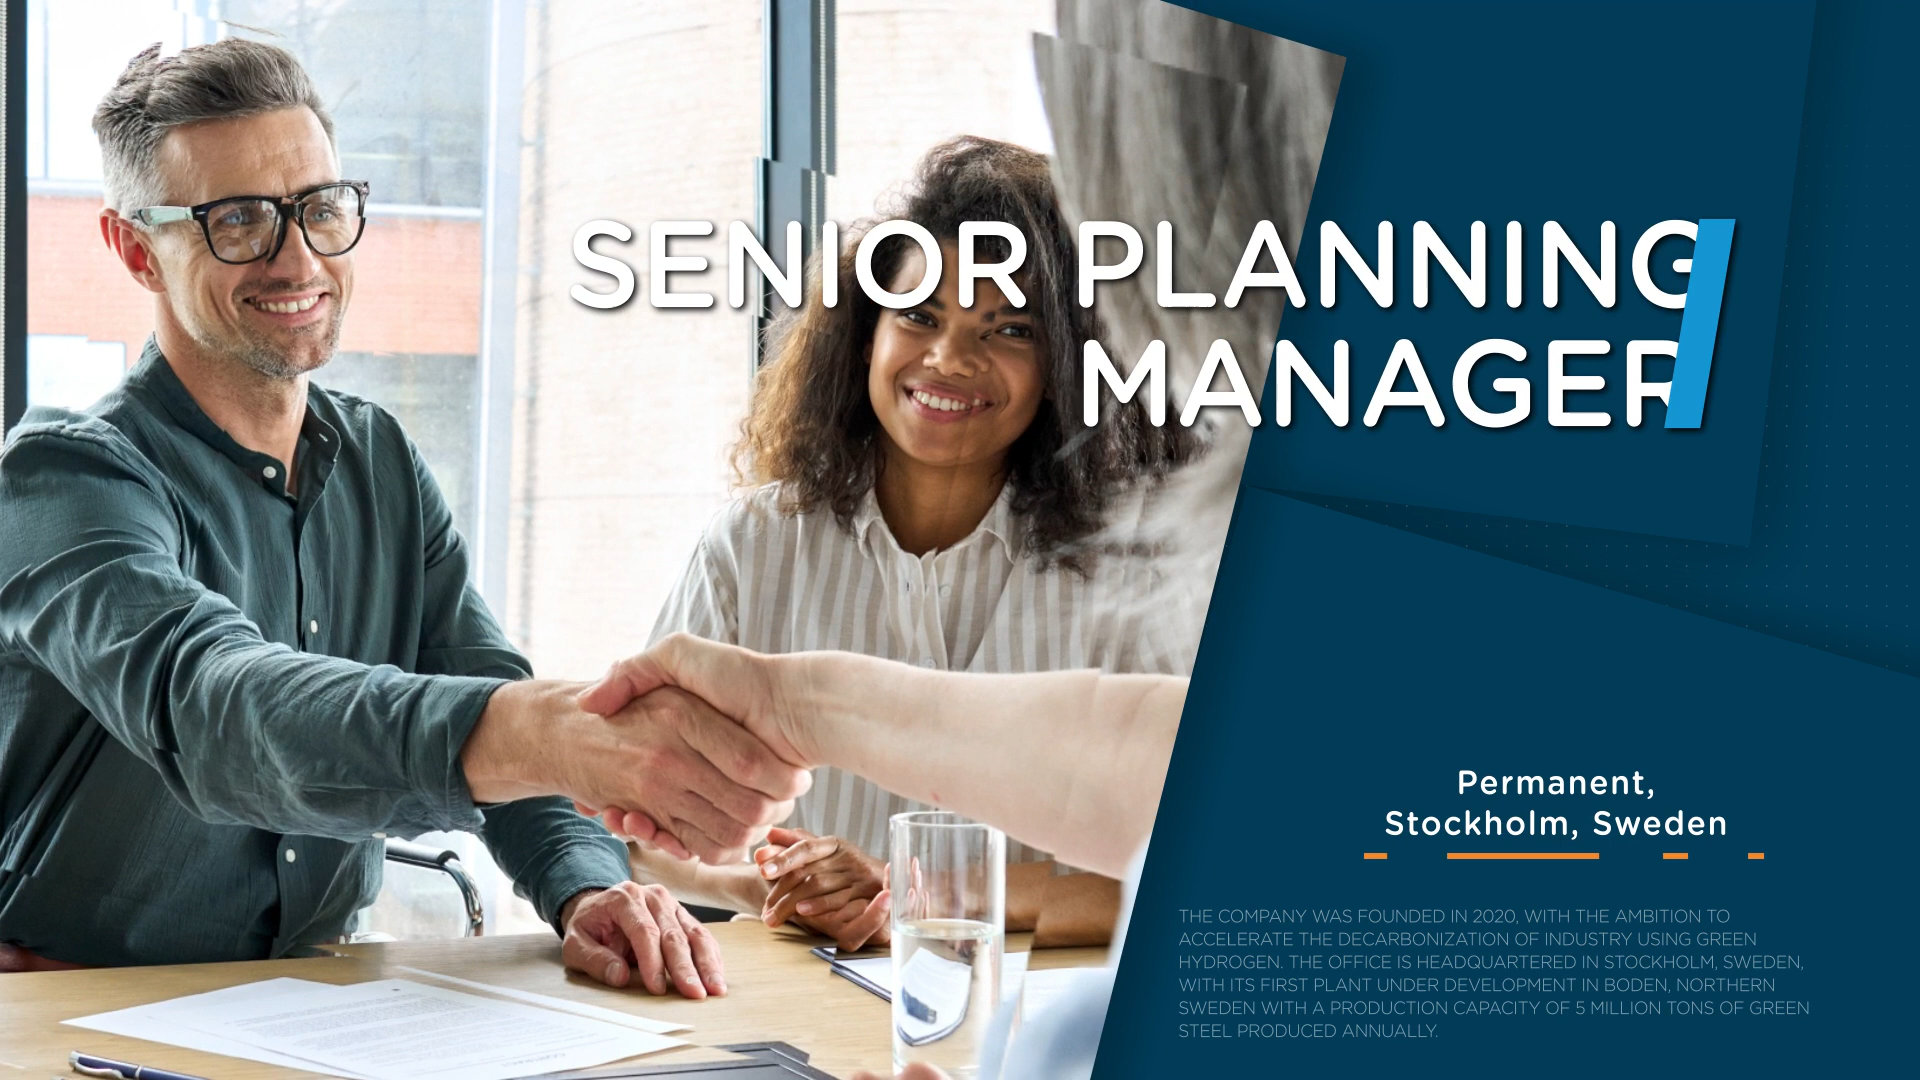 SENIOR PLANNING
MANAGER
Permanent,
Stockholm, Sweden
THE COMPANY WAS FOUNDED IN 2020, WITH THE AMBITION TO
ACCELERATE THE DECARBONIZATION OF INDUSTRY USING GREEN
HYDROGEN. THE OFFICE IS HEADQUARTERED IN STOCKHOLM, SWEDEN,
WITH ITS FIRST PLANT UNDER DEVELOPMENT IN BODEN, NORTHERN
SWEDEN WITH A PRODUCTION CAPACITY OF 5 MILLION TONS OF GREEN
STEEL PRODUCED ANNUALLY.